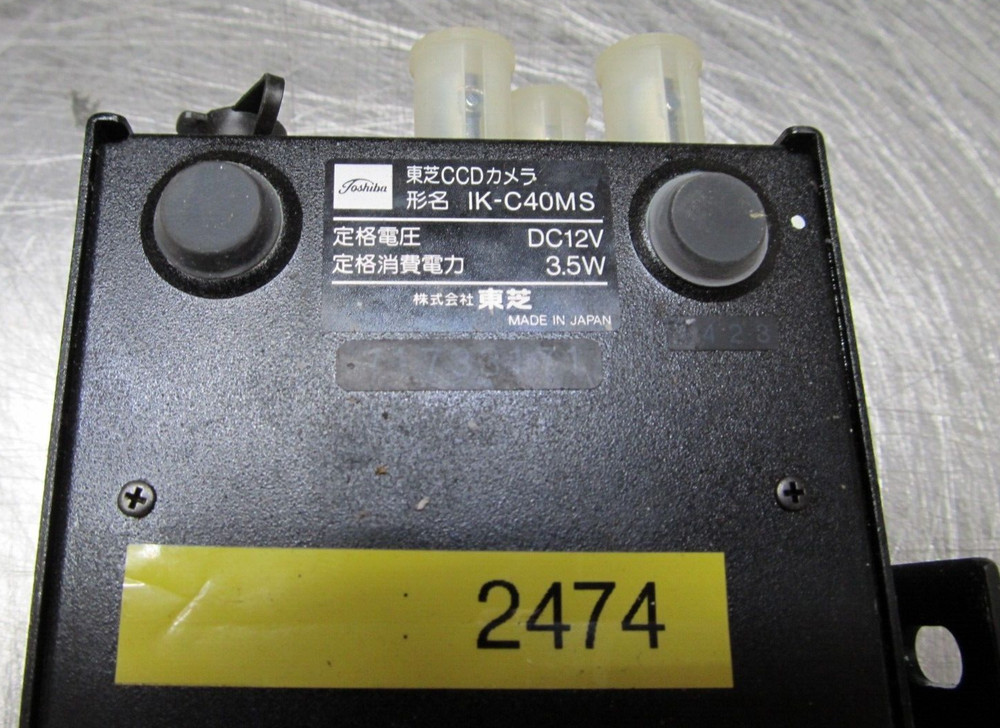 Toshiba
東芝CCDカメラ
形名 IK-C40MS
定格電圧 DC12V
定格消費電力 3.5W
株式会社 東芝
MADE IN JAPAN
2474